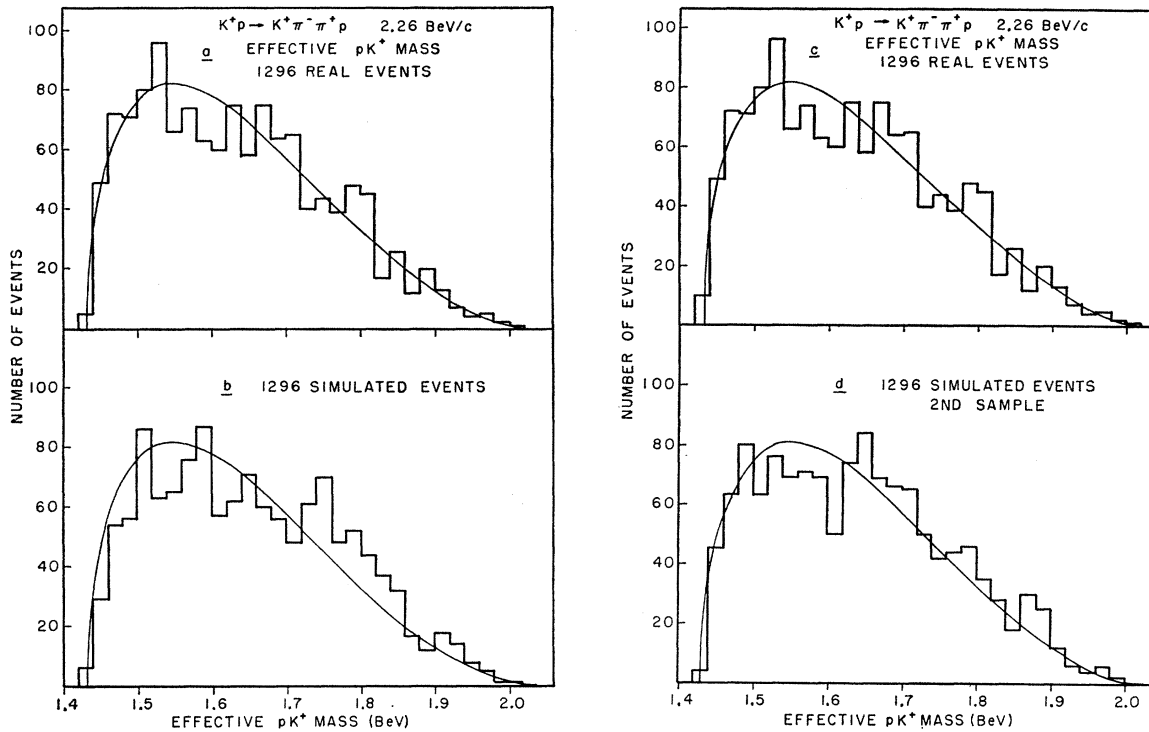 K⁺p → K⁺π⁻π⁺p 2.26 BeV/c
EFFECTIVE pK⁺ MASS
a
1296 REAL EVENTS
100
80
60
40
20
b 1296 SIMULATED EVENTS
100
80
60
40
20
NUMBER OF EVENTS
1.4 1.5 1.6 1.7 1.8 1.9 2.0
EFFECTIVE pK⁺ MASS (BeV)
K⁺p → K⁺π⁻π⁺p 2.26 BeV/c
EFFECTIVE pK⁺ MASS
c
1296 REAL EVENTS
100
80
60
40
20
d 1296 SIMULATED EVENTS
2ND SAMPLE
100
80
60
40
20
NUMBER OF EVENTS
1.4 1.5 1.6 1.7 1.8 1.9 2.0
EFFECTIVE pK⁺ MASS (BeV)